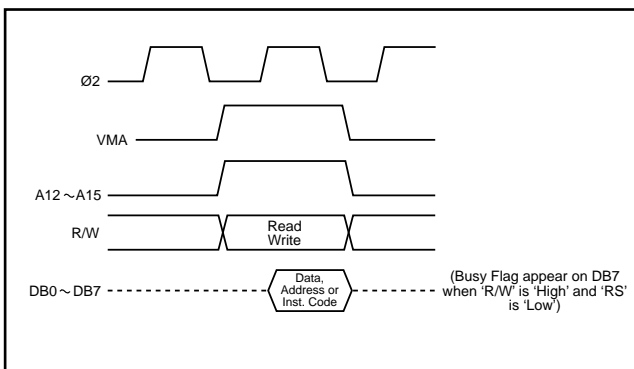 Ø2
VMA
A12 ~A15
R/W
Read
Write
DB0 ~ DB7
Data,
Address or
Inst. Code
(Busy Flag appear on DB7
when ‘R/W’ is ‘High’ and ‘RS’
is ‘Low’)